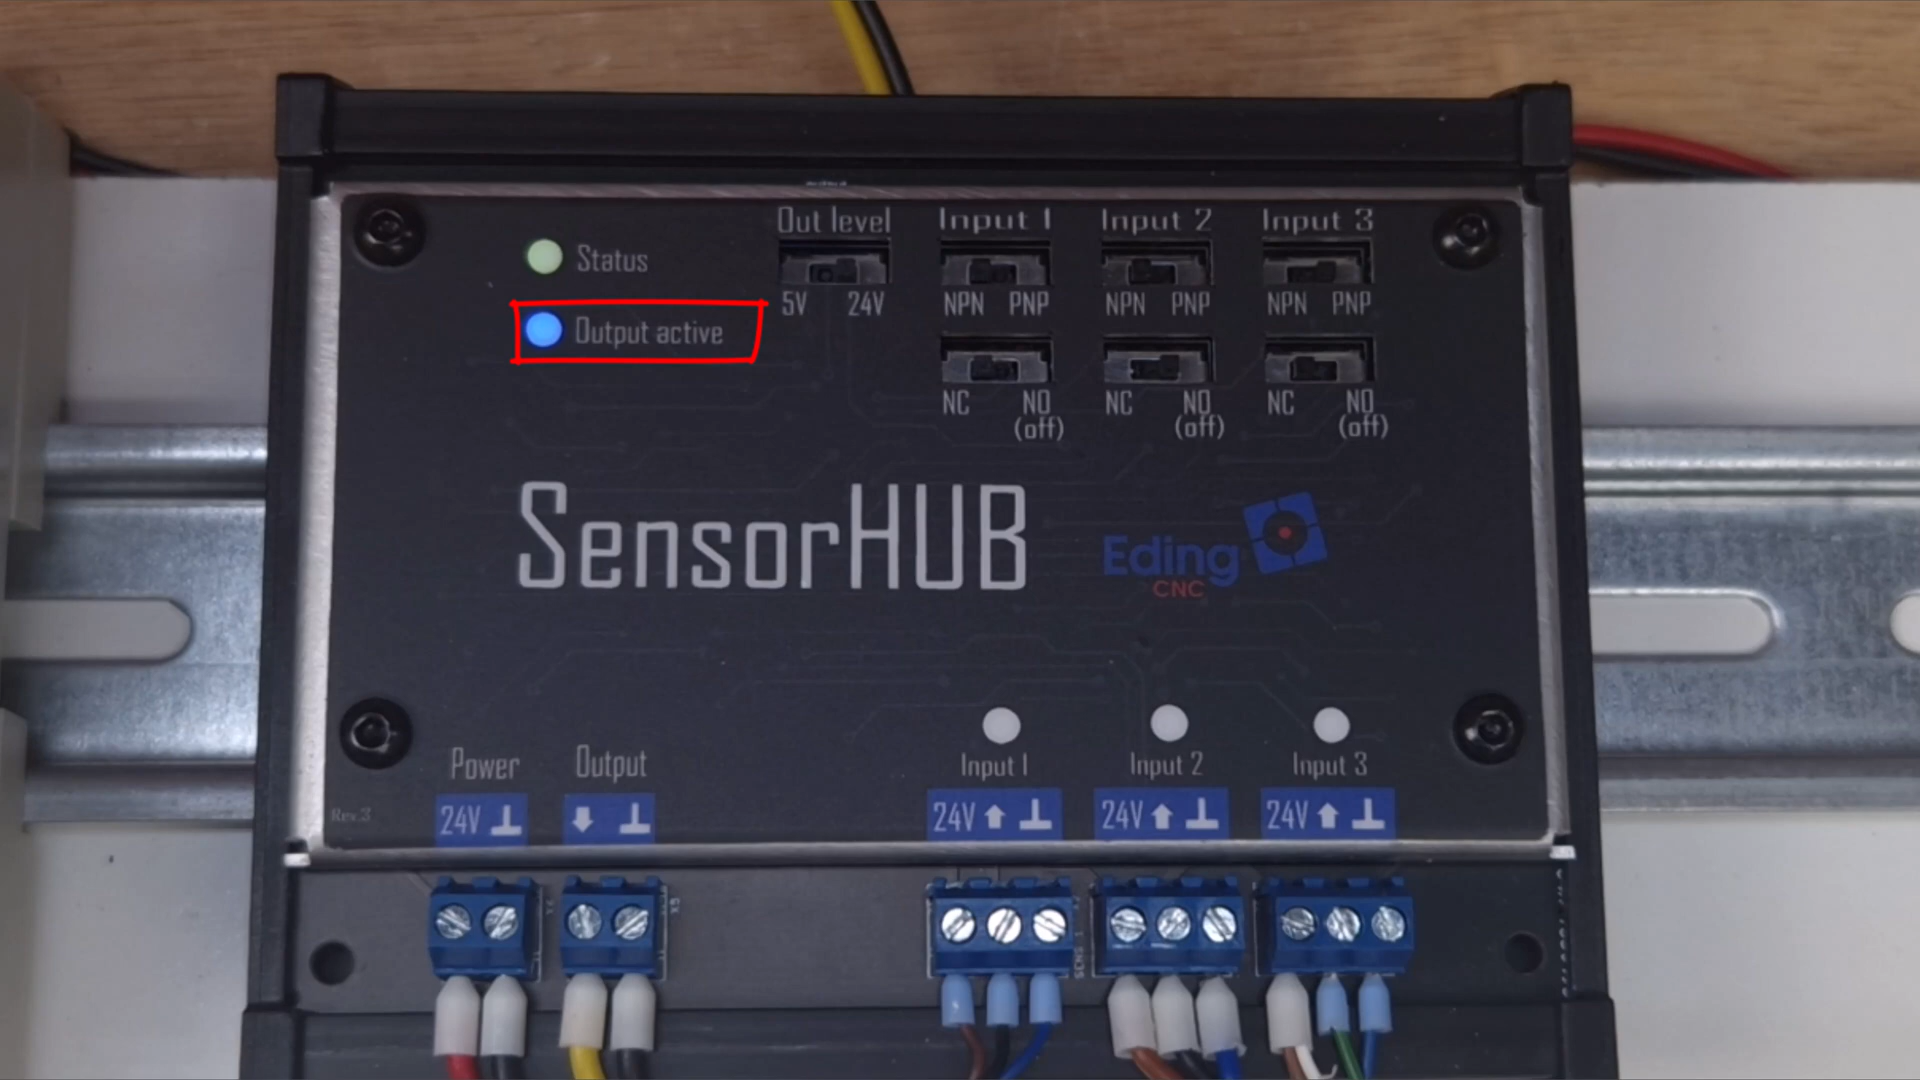 Status
Output active
Out level
5V 24V
Input 1
NPN PNP
NC NO
(off)
Input 2
NPN PNP
NC NO
(off)
Input 3
NPN PNP
NC NO
(off)
SensorHUB
Eding
CNC
Power
24V
Output
Input 1
24V
Input 2
24V
Input 3
24V
Rev.3